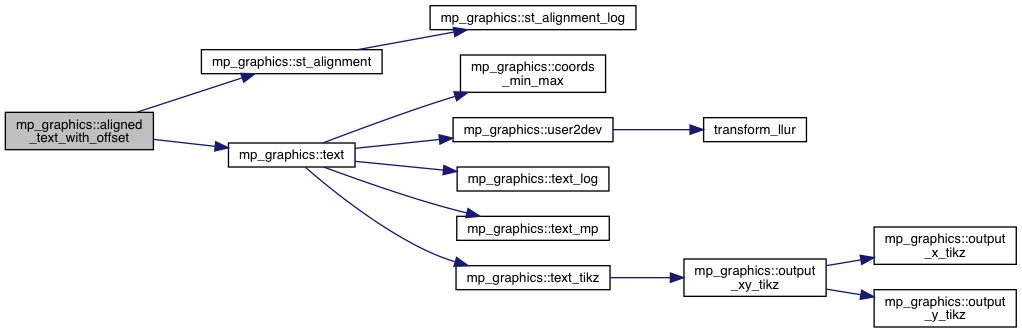 mp_graphics::st_alignment_log
mp_graphics::st_alignment
mp_graphics::coords
_min_max
mp_graphics::aligned
_text_with_offset
mp_graphics::user2dev
transform_llur
mp_graphics::text
mp_graphics::text_log
mp_graphics::text_mp
mp_graphics::output
_x_tikz
mp_graphics::text_tikz
mp_graphics::output
_xy_tikz
mp_graphics::output
_y_tikz